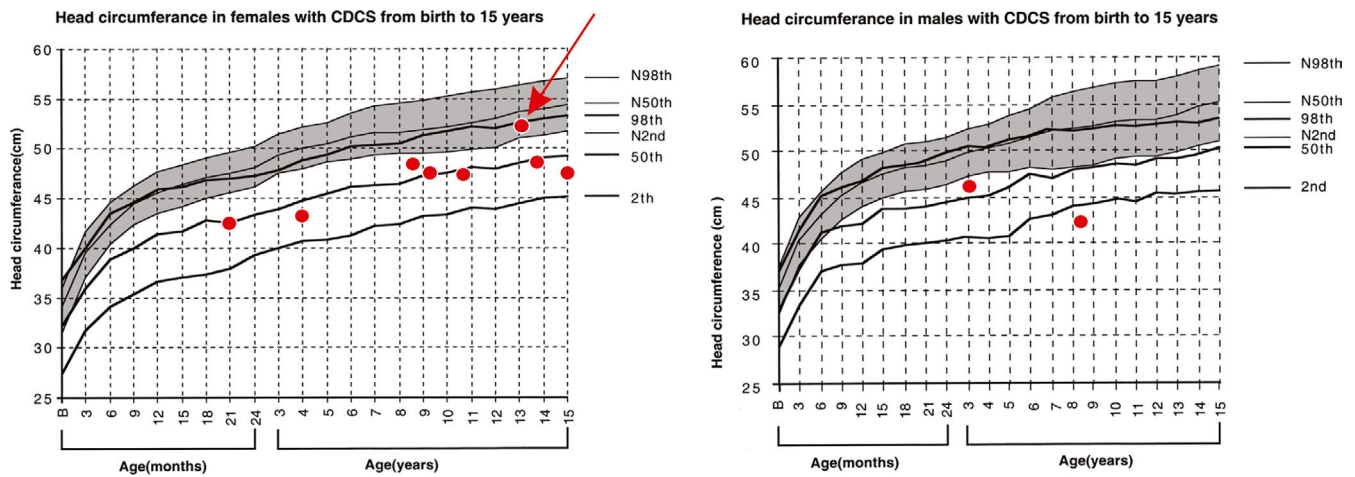 Head circumferance in females with CDCS from birth to 15 years
60
55
50
45
40
35
30
25
Head circumferance(cm)
B 3 6 9 12 15 18 21 24 3 4 5 6 7 8 9 10 11 12 13 14 15
Age(months)
Age(years)
N98th
N50th
98th
N2nd
50th
2th
Head circumferance in males with CDCS from birth to 15 years
60
55
50
45
40
35
30
25
Head circumference (cm )
B 3 6 9 12 15 18 21 24 3 4 5 6 7 8 9 10 11 12 13 14 15
Age(months)
Age(years)
N98th
N50th
98th
N2nd
50th
2nd